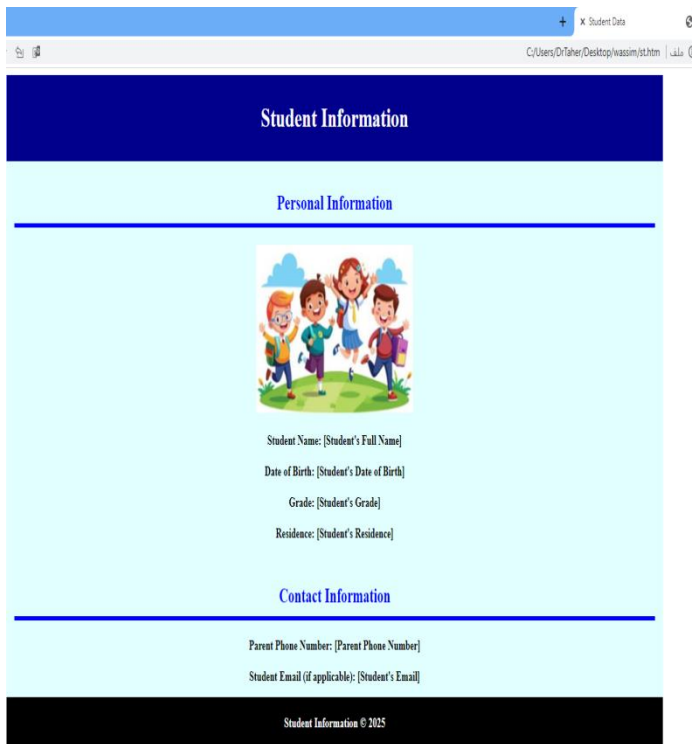 + × Student Data
C:/Users/DrTaher/Desktop/wassim/st.htm | ملف
Student Information
Personal Information
Student Name: [Student's Full Name]
Date of Birth: [Student's Date of Birth]
Grade: [Student's Grade]
Residence: [Student's Residence]
Contact Information
Parent Phone Number: [Parent Phone Number]
Student Email (if applicable): [Student's Email]
Student Information © 2025